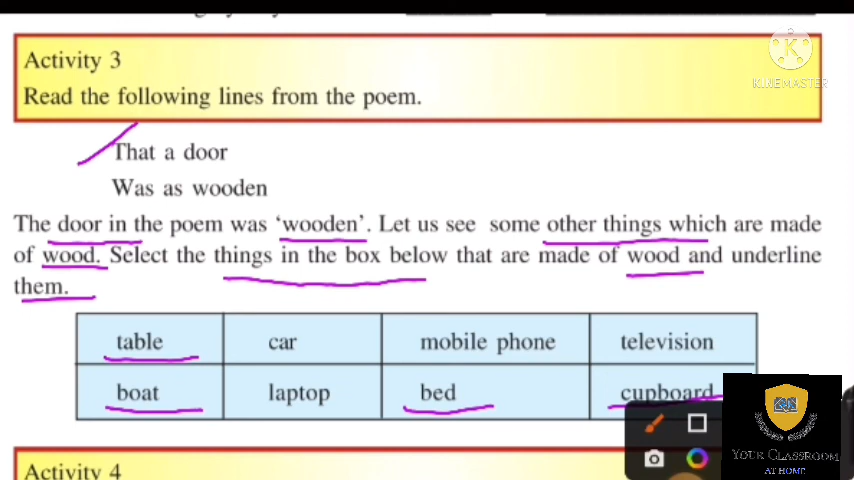 Activity 3
Read the following lines from the poem.
KINEMASTER
That a door
Was as wooden
The door in the poem was ‘wooden’. Let us see some other things which are made
of wood. Select the things in the box below that are made of wood and underline
them.
table car mobile phone television
boat laptop bed cupboard
YOUR CLASSROOM
AT HOME
Activity 4